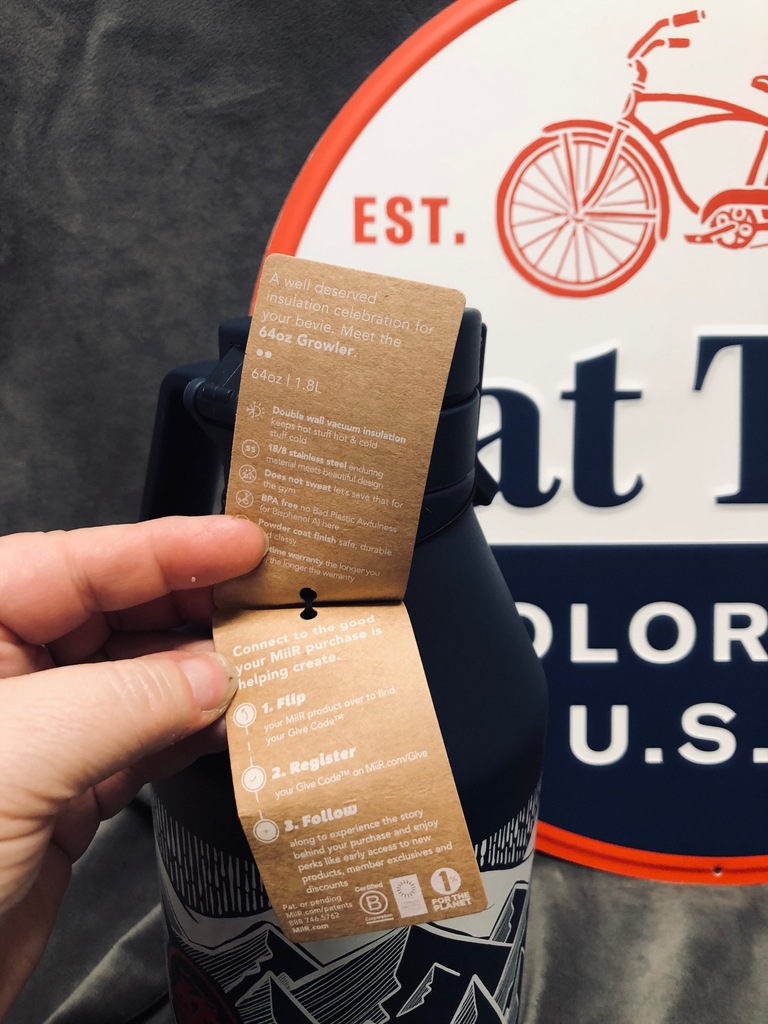 EST.
at T
OLOR
U.S.
A well deserved
insulation celebration for
your bevie. Meet the
64oz Growler.
64oz | 1.8L
Double wall vacuum insulation
keeps hot stuff hot & cold
stuff cold
SS
18/8 stainless steel enduring
material meets beautiful design
Does not sweat let's save that for
the gym
BPA free no Bad Plastic Awfulness
(or Bisphenol A) here
Powder coat finish safe, durable
classy
time warranty the longer you
the longer the warranty
Connect to the good
your MiiR purchase is
helping create.
1. Flip
your MiiR product over to find
your Give Code™
2. Register
your Give Code™ on MiiR.com/Give
3. Follow
along to experience the story
behind your purchase and enjoy
perks like early access to new
products, member exclusives and
discounts
Pat. or pending
MiiR.com/patents
888.746.5762
MiiR.com
Certified
B
Corporation
1%
FOR THE
PLANET